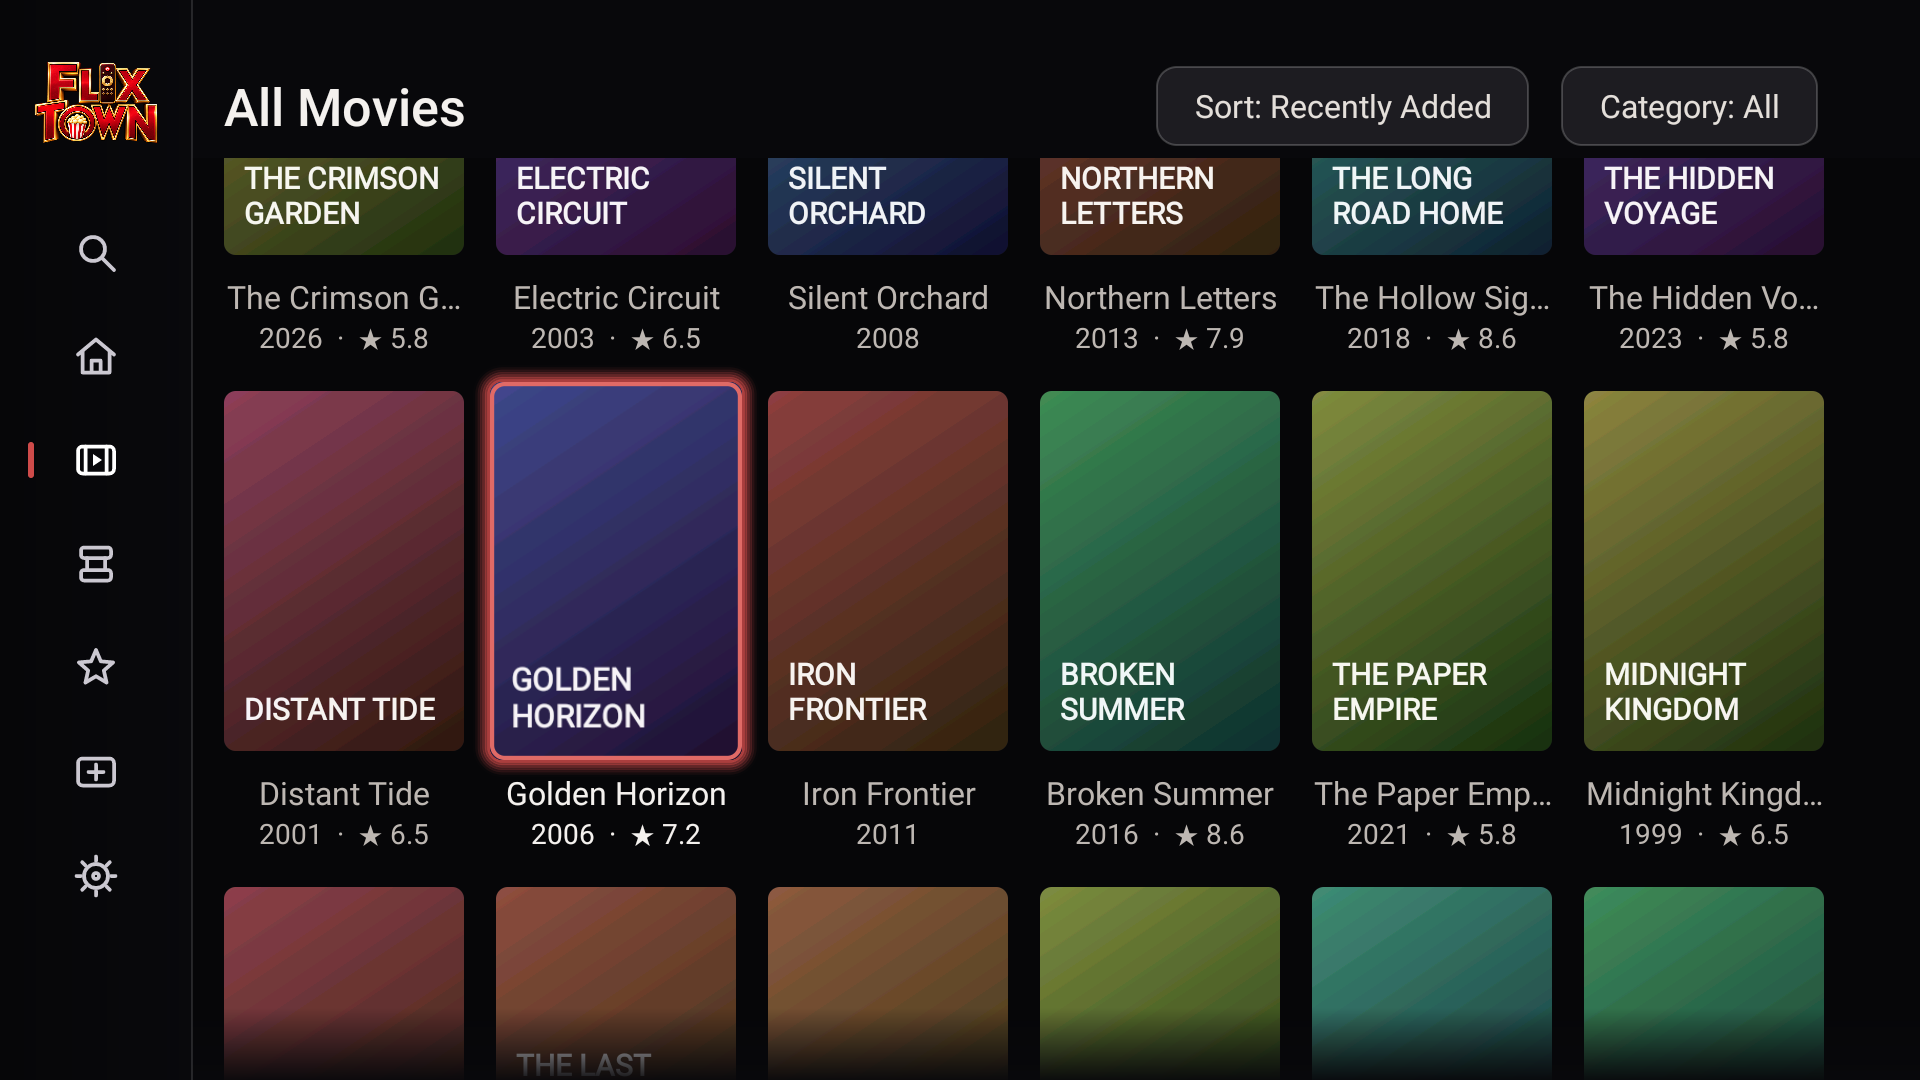 FLIX
TOWN
All Movies
Sort: Recently Added
Category: All
THE CRIMSON
GARDEN
ELECTRIC
CIRCUIT
SILENT
ORCHARD
NORTHERN
LETTERS
THE LONG
ROAD HOME
THE HIDDEN
VOYAGE
The Crimson G...
Electric Circuit
Silent Orchard
Northern Letters
The Hollow Sig...
The Hidden Vo...
2026 · ★ 5.8
2003 · ★ 6.5
2008
2013 · ★ 7.9
2018 · ★ 8.6
2023 · ★ 5.8
DISTANT TIDE
GOLDEN
HORIZON
IRON
FRONTIER
BROKEN
SUMMER
THE PAPER
EMPIRE
MIDNIGHT
KINGDOM
Distant Tide
Golden Horizon
Iron Frontier
Broken Summer
The Paper Emp...
Midnight Kingd...
2001 · ★ 6.5
2006 · ★ 7.2
2011
2016 · ★ 8.6
2021 · ★ 5.8
1999 · ★ 6.5
THE LAST